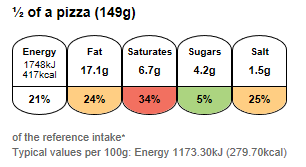 ½ of a pizza (149g)
Energy Fat Saturates Sugars Salt
1748kJ
417kcal 17.1g 6.7g 4.2g 1.5g
21% 24% 34% 5% 25%
of the reference intake*
Typical values per 100g: Energy 1173.30kJ (279.70kcal)